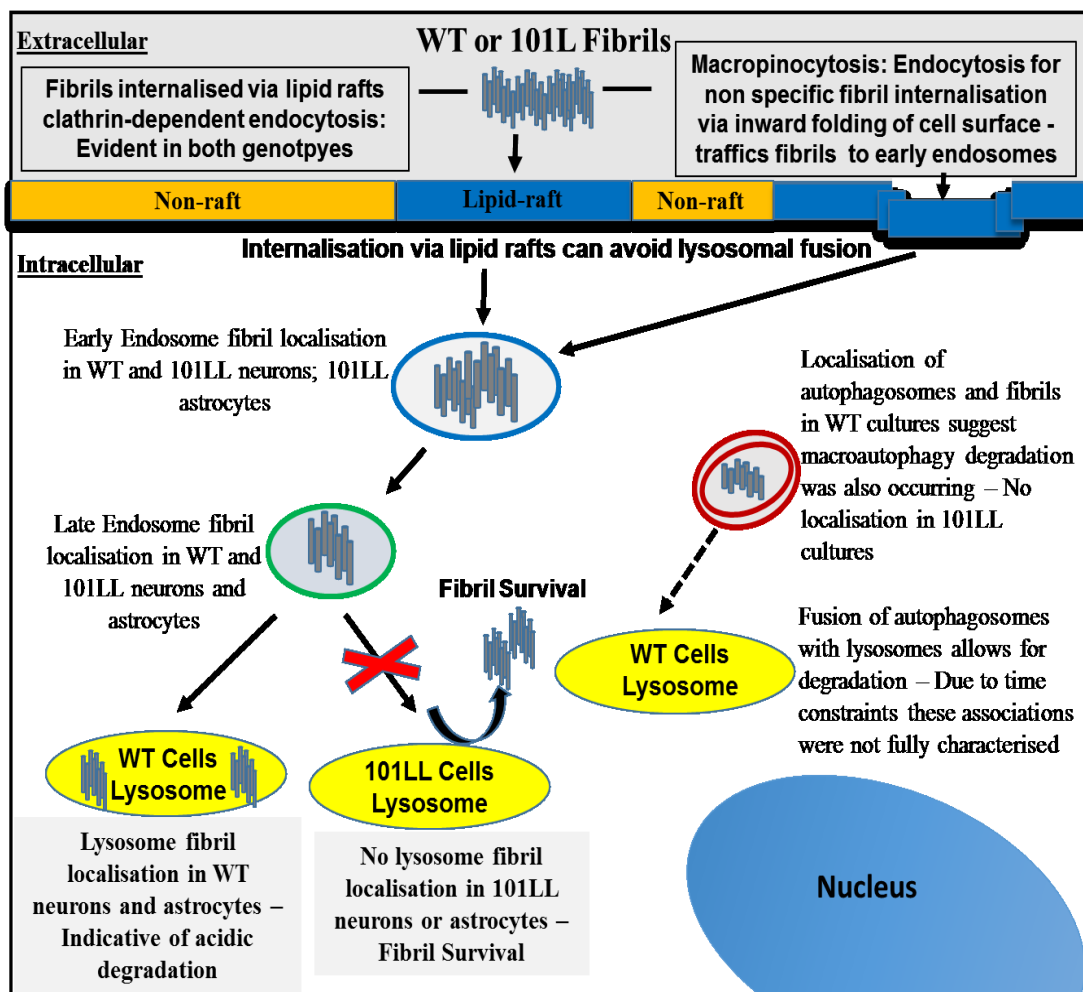 Extracellular
WT or 101L Fibrils
Fibrils internalised via lipid rafts
clathrin-dependent endocytosis:
Evident in both genotpyes
Macropinocytosis: Endocytosis for
non specific fibril internalisation
via inward folding of cell surface -
traffics fibrils to early endosomes
Non-raft
Lipid-raft
Non-raft
Internalisation via lipid rafts can avoid lysosomal fusion
Intracellular
Early Endosome fibril localisation
in WT and 101LL neurons; 101LL
astrocytes
Localisation of
autophagosomes and fibrils
in WT cultures suggest
macroautophagy degradation
was also occurring – No
localisation in 101LL
cultures
Late Endosome fibril
localisation in WT and
101LL neurons and
astrocytes
Fibril Survival
WT Cells
Lysosome
Fusion of autophagosomes
with lysosomes allows for
degradation – Due to time
constraints these associations
were not fully characterised
WT Cells
Lysosome
101LL Cells
Lysosome
Lysosome fibril
localisation in WT
neurons and astrocytes –
Indicative of acidic
degradation
No lysosome fibril
localisation in 101LL
neurons or astrocytes –
Fibril Survival
Nucleus